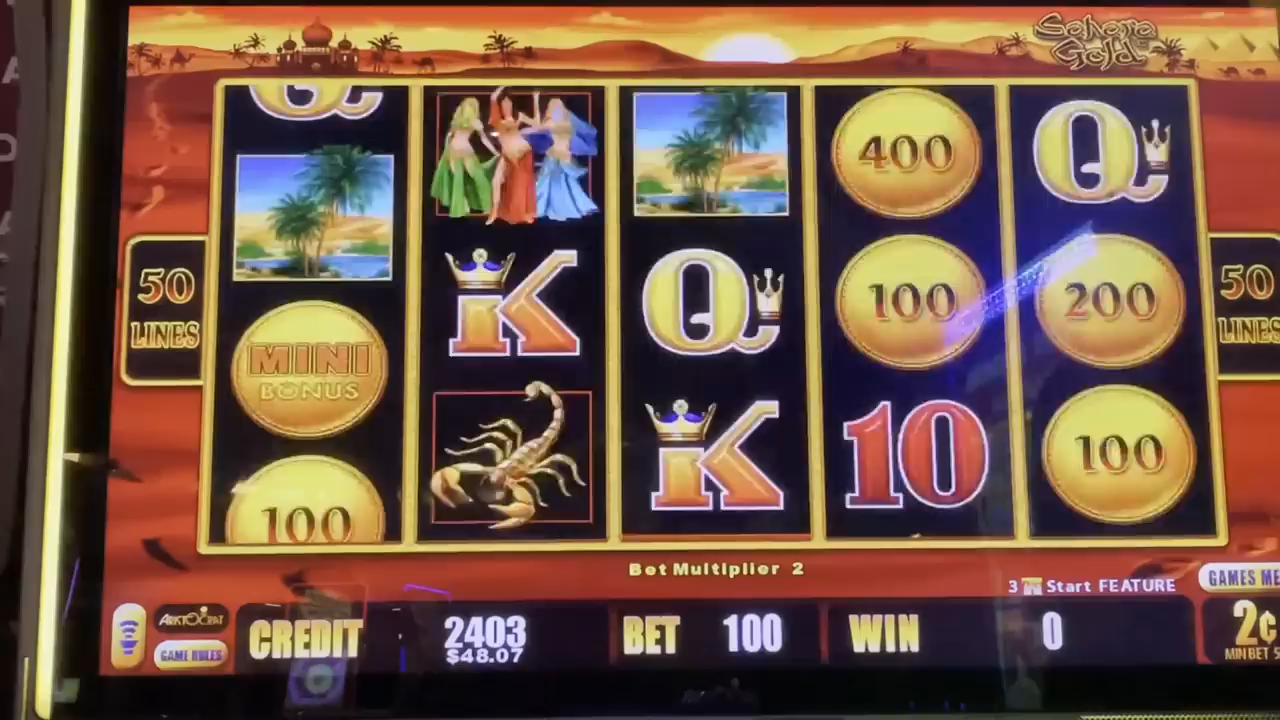 Sahara
Gold
Q
400
Q
50
LINES
K
Q
100
200
50
LINES
MINI
BONUS
100
K
10
100
Bet Multiplier 2
3 Start FEATURE
GAMES
ARISTOCRAT
GAME RULES
CREDIT
2403
$48.07
BET 100
WIN 0
2¢
MIN BET